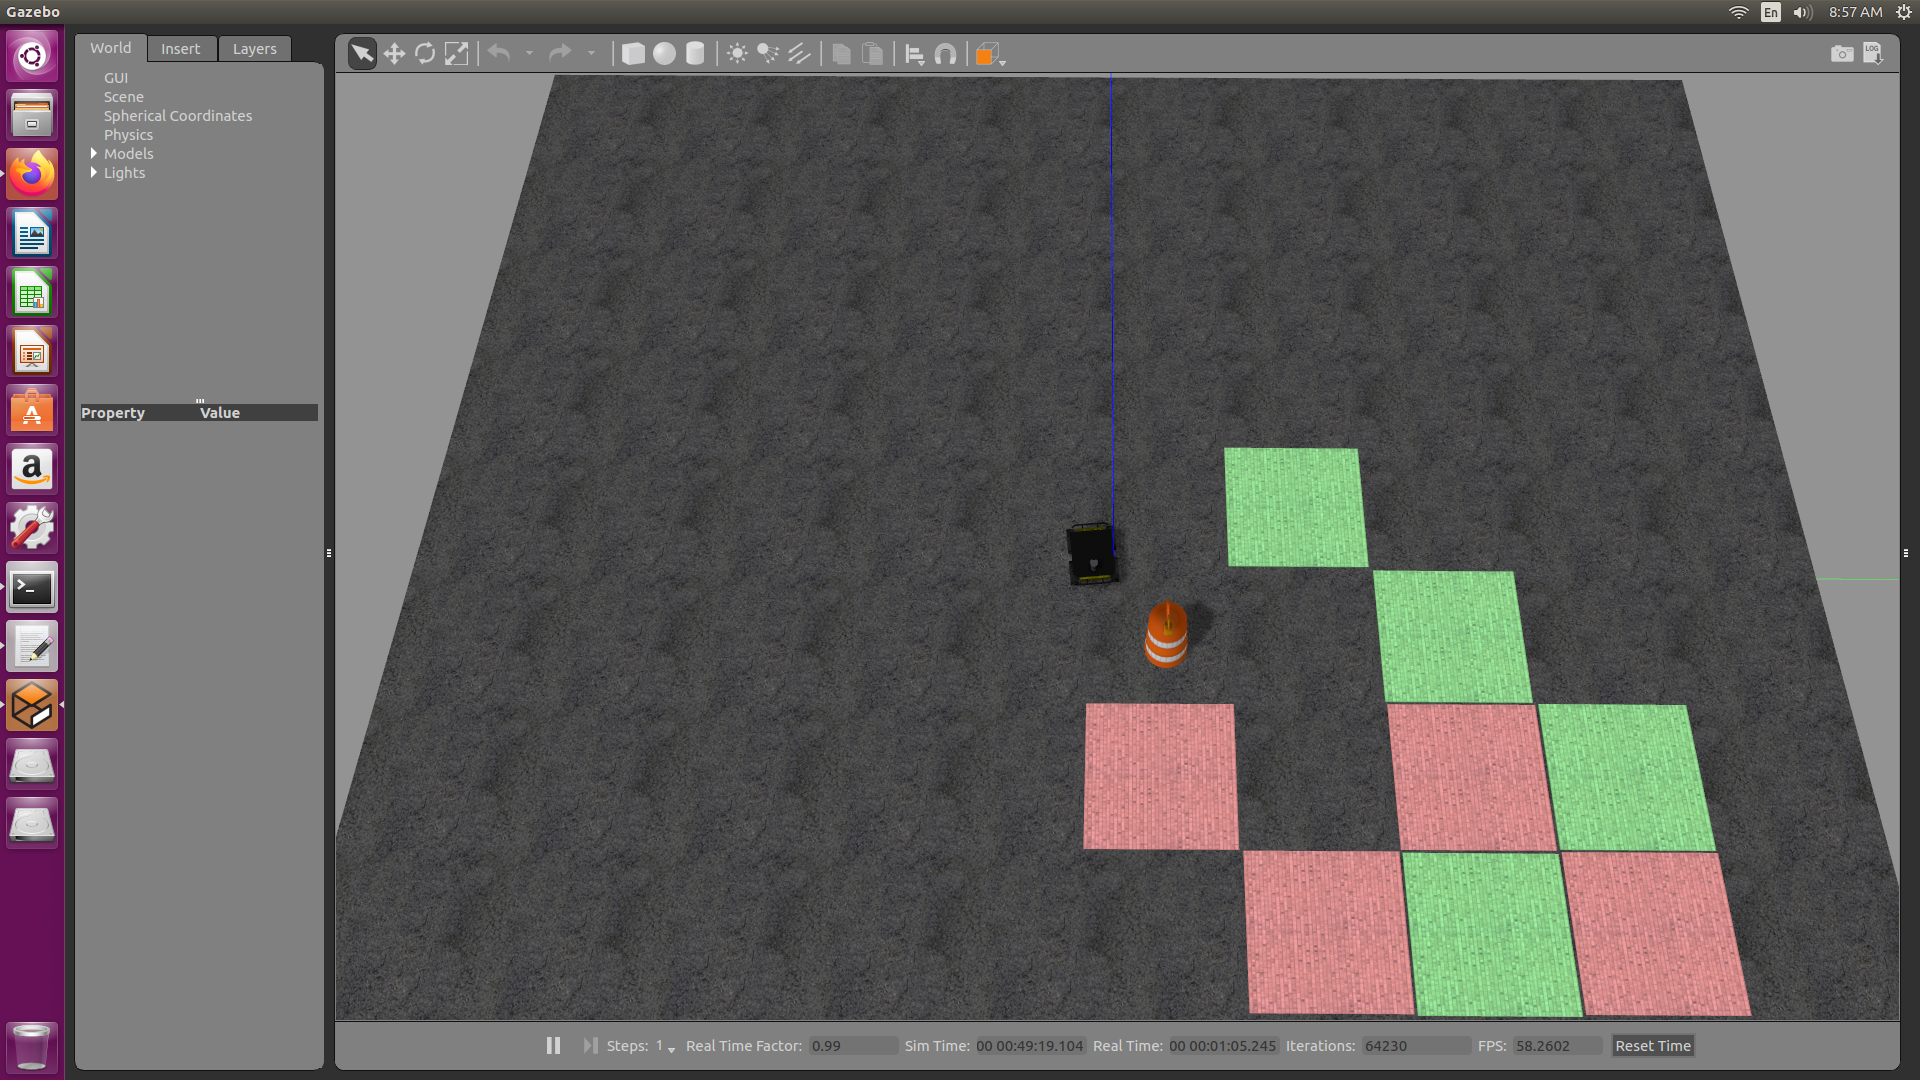 Gazebo
En
8:57 AM
World Insert Layers
LOG
GUI
Scene
Spherical Coordinates
Physics
Models
Lights
Property Value
Steps: 1 Real Time Factor: 0.99 Sim Time: 00 00:49:19.104 Real Time: 00 00:01:05.245 Iterations: 64230 FPS: 58.2602 Reset Time